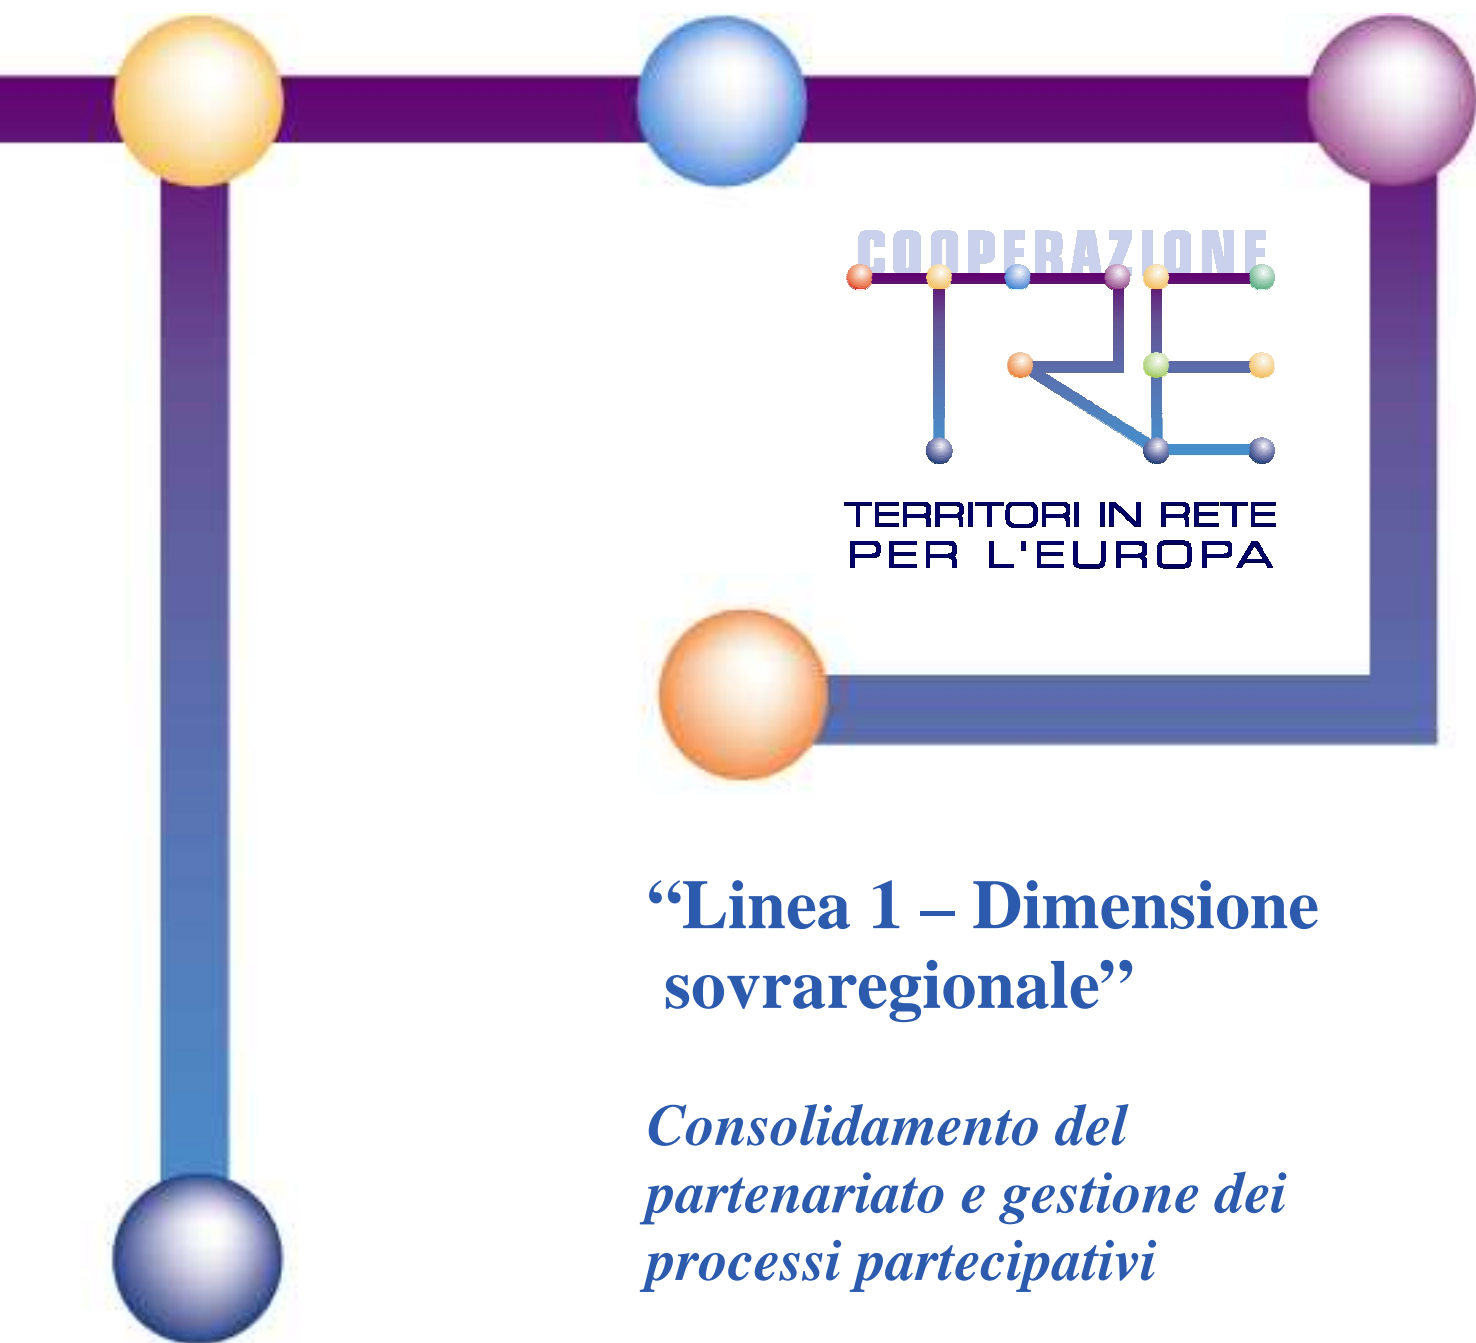 COOPERAZIONE
TRE
TERRITORI IN RETE
PER L'EUROPA
“Linea 1 – Dimensione
sovraregionale”
Consolidamento del
partenariato e gestione dei
processi partecipativi